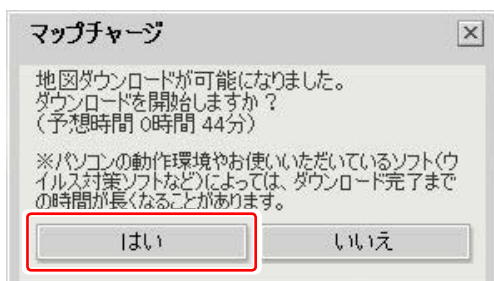 マップチャージ
地図ダウンロードが可能になりました。
ダウンロードを開始しますか？
（予想時間 0時間 44分）
※パソコンの動作環境やお使いいただいているソフト（ウ
イルス対策ソフトなど）によっては、ダウンロード完了まで
の時間が長くなることがあります。
はい
いいえ